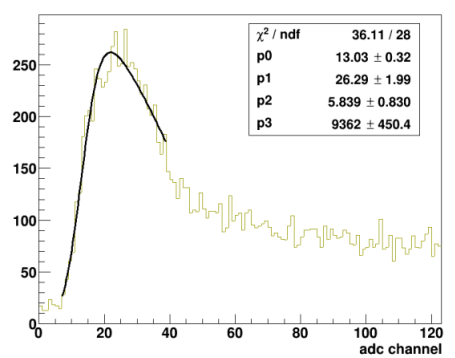 χ² / ndf 36.11 / 28
p0 13.03 ± 0.32
p1 26.29 ± 1.99
p2 5.839 ± 0.830
p3 9362 ± 450.4
250
200
150
100
50
0
0 20 40 60 80 100 120
adc channel